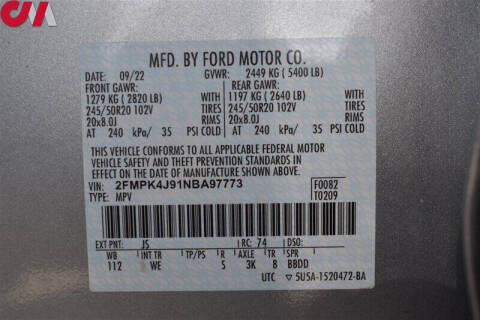 CM
MFD. BY FORD MOTOR CO.
DATE: 09/22 GVWR: 2449 KG ( 5400 LB)
FRONT GAWR: REAR GAWR:
1279 KG ( 2820 LB) WITH 1197 KG ( 2640 LB) WITH
245/50R20 102V TIRES 245/50R20 102V TIRES
20x8.0J RIMS 20x8.0J RIMS
AT 240 kPa/ 35 PSI COLD AT 240 kPa/ 35 PSI COLD
THIS VEHICLE CONFORMS TO ALL APPLICABLE FEDERAL MOTOR
VEHICLE SAFETY AND THEFT PREVENTION STANDARDS IN
EFFECT ON THE DATE OF MANUFACTURE SHOWN ABOVE.
VIN: 2FMPK4J91NBA97773 F0082
TYPE: MPV T0209
EXT PNT: JS RC: 74 DSO:
WB INT TR TP/PS R AXLE TR SPR
112 WE S 3K 8 BBDD
UTC 5USA-1520472-BA